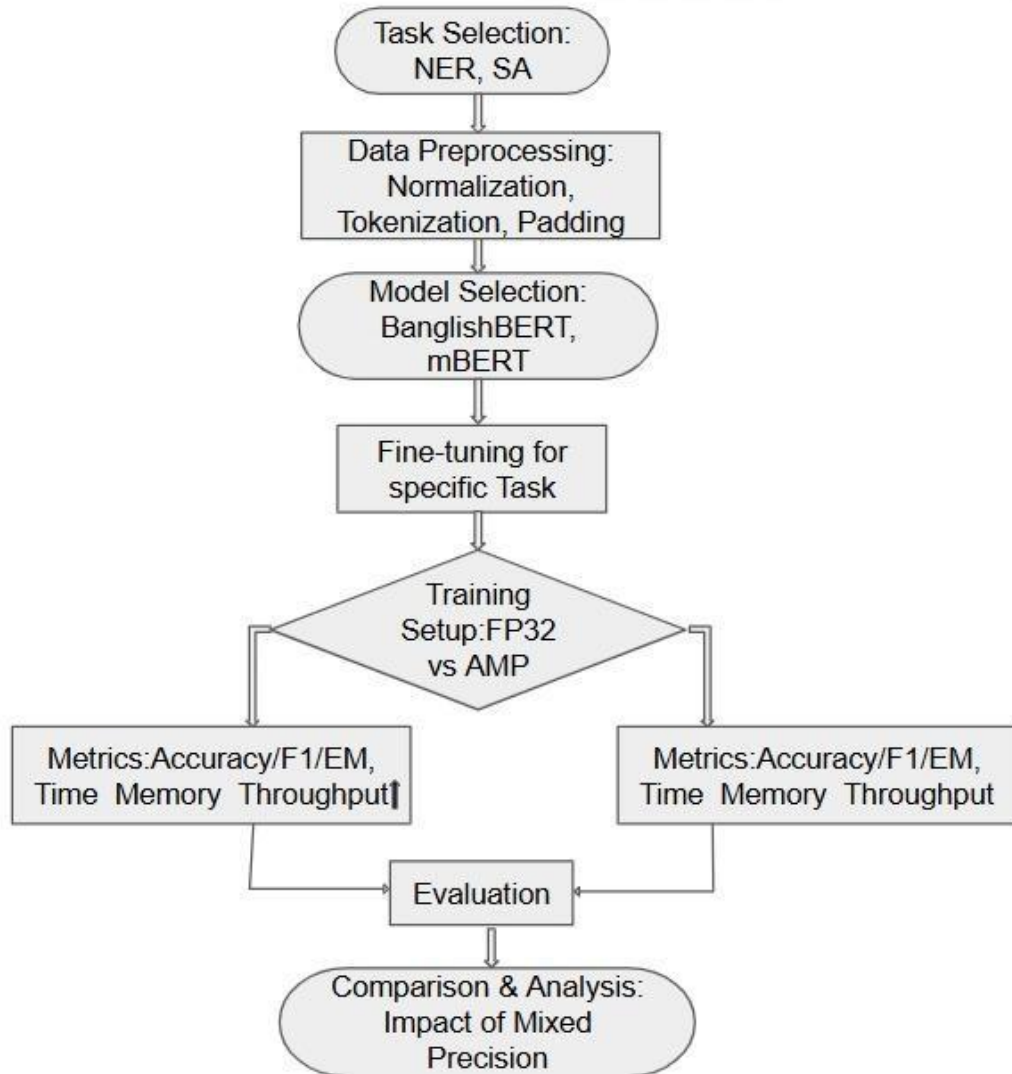 Task Selection:
NER, SA
Data Preprocessing:
Normalization,
Tokenization, Padding
Model Selection:
BanglishBERT,
mBERT
Fine-tuning for
specific Task
Training
Setup:FP32
vs AMP
Metrics:Accuracy/F1/EM,
Time Memory Throughput
Metrics:Accuracy/F1/EM,
Time Memory Throughput
Evaluation
Comparison & Analysis:
Impact of Mixed
Precision